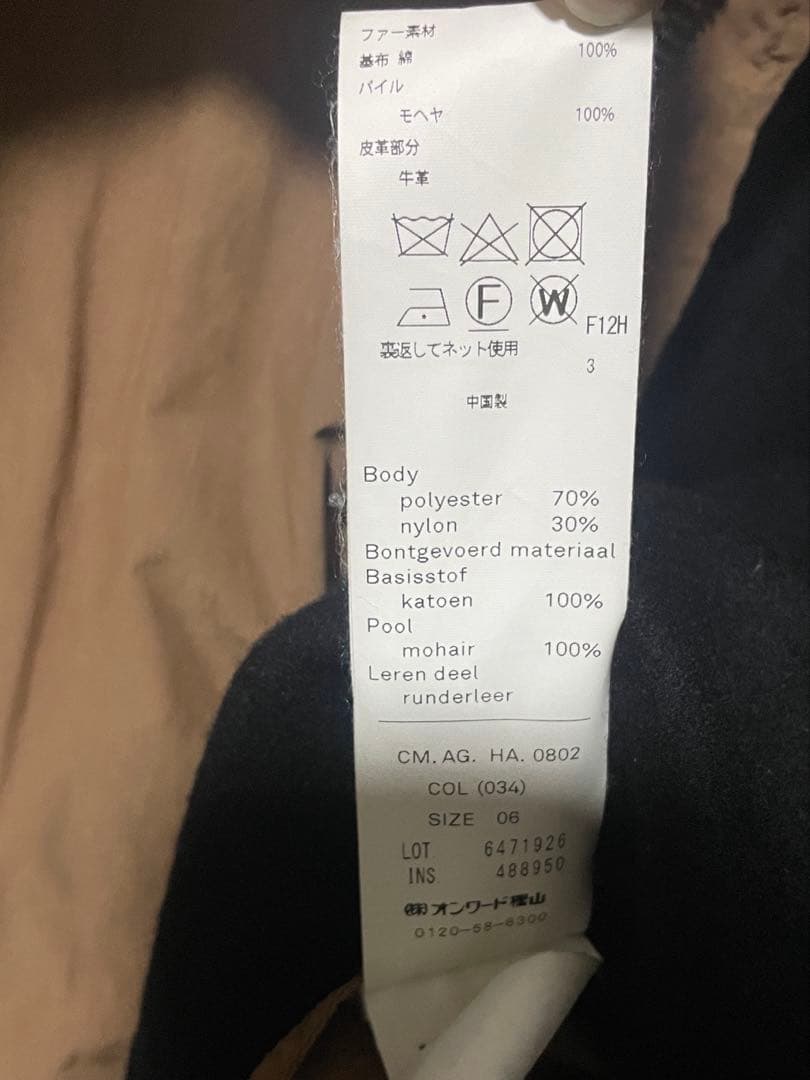 ファー素材
基布 綿 100%
パイル
モヘヤ 100%
皮革部分
牛革
F W F12H
裏返してネット使用
3
中国製
Body
polyester 70%
nylon 30%
Bontgevoerd materiaal
Basisstof
katoen 100%
Pool
mohair 100%
Leren deel
runderleer
CM. AG. HA. 0802
COL (034)
SIZE 06
LOT 6471926
INS 488950
㈱オンワード樫山
0120-58-8300